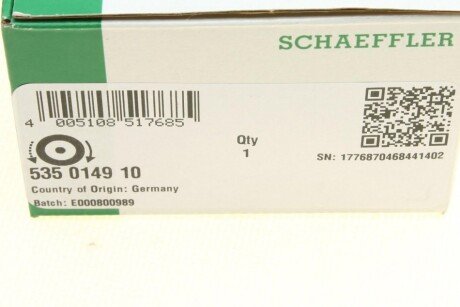 SCHAEFFLER
4 005108 517685
Qty
1
535 0149 10
SN: 1776870468441402
Country of Origin: Germany
Batch: E000800989